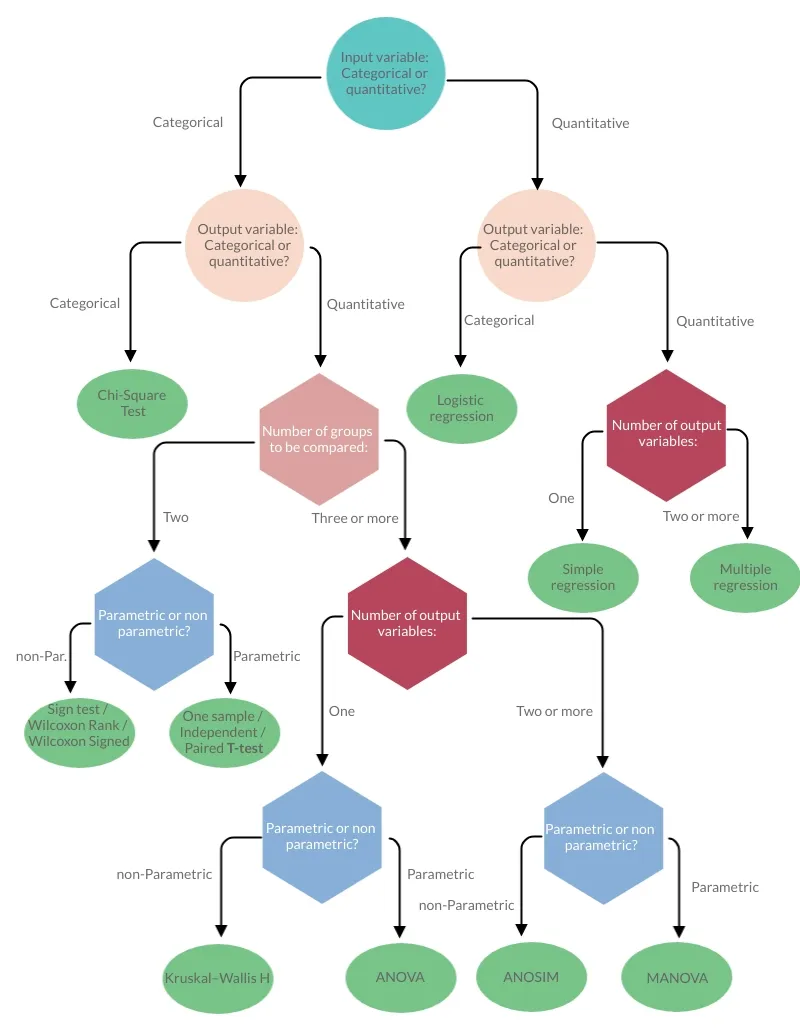 Input variable:
Categorical or
quantitative?
Categorical
Quantitative
Output variable:
Categorical or
quantitative?
Output variable:
Categorical or
quantitative?
Categorical
Quantitative
Categorical
Quantitative
Chi-Square
Test
Number of groups
to be compared:
Logistic
regression
Number of output
variables:
Two
Three or more
One
Two or more
Simple
regression
Multiple
regression
Parametric or non
parametric?
Number of output
variables:
non-Par.
Parametric
Sign test /
Wilcoxon Rank /
Wilcoxon Signed
One sample /
Independent /
Paired T-test
One
Two or more
Parametric or non
parametric?
Parametric or non
parametric?
non-Parametric
Parametric
non-Parametric
Parametric
Kruskal–Wallis H
ANOVA
ANOSIM
MANOVA